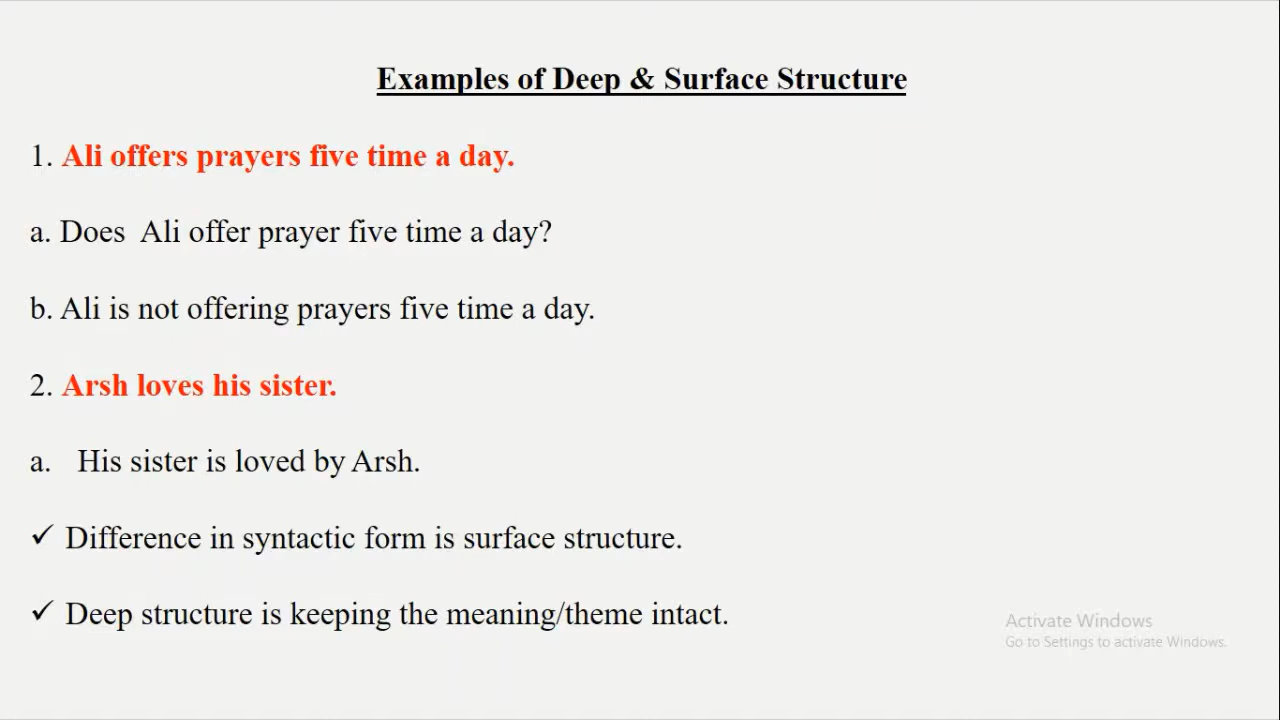 Examples of Deep & Surface Structure
1. Ali offers prayers five time a day.
a. Does Ali offer prayer five time a day?
b. Ali is not offering prayers five time a day.
2. Arsh loves his sister.
a. His sister is loved by Arsh.
✓ Difference in syntactic form is surface structure.
✓ Deep structure is keeping the meaning/theme intact.
Activate Windows
Go to Settings to activate Windows.